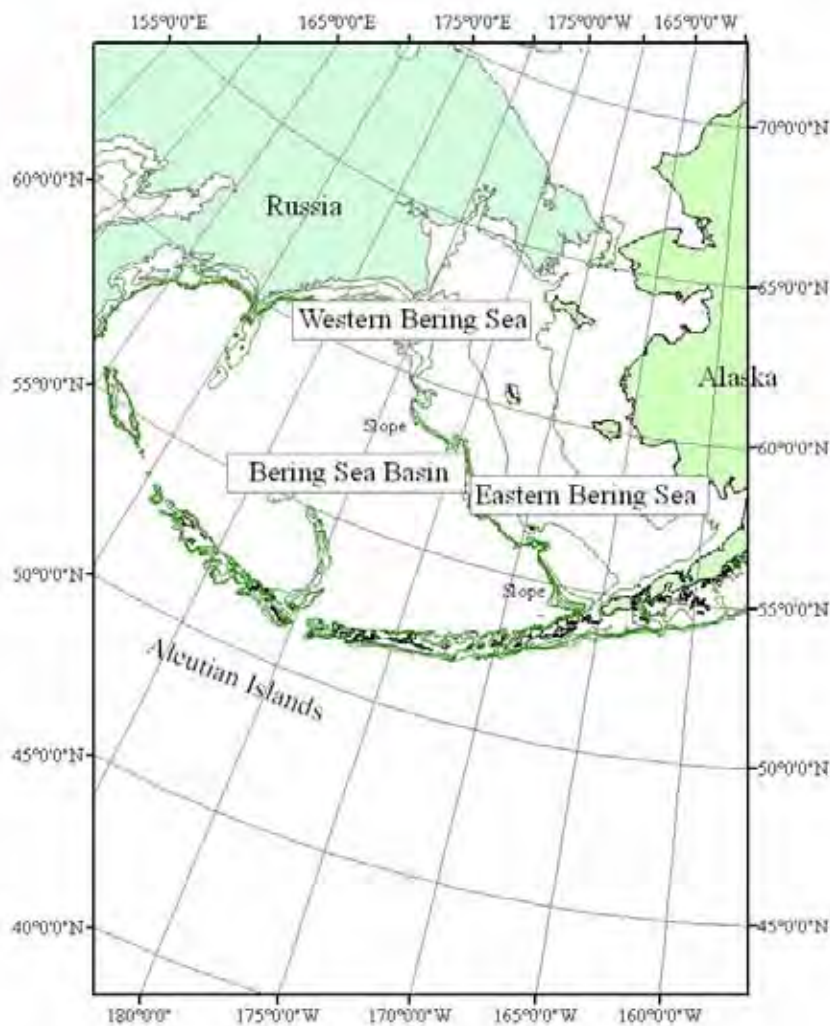 155°0'0"E
165°0'0"E
175°0'0"E
175°0'0"W
165°0'0"W
70°0'0"N
60°0'0"N
Russia
65°0'0"N
Western Bering Sea
55°0'0"N
Alaska
Slope
60°0'0"N
Bering Sea Basin
Eastern Bering Sea
50°0'0"N
Slope
55°0'0"N
Aleutian Islands
45°0'0"N
50°0'0"N
40°0'0"N
45°0'0"N
180°0'0"
175°0'0"W
170°0'0"W
165°0'0"W
160°0'0"W